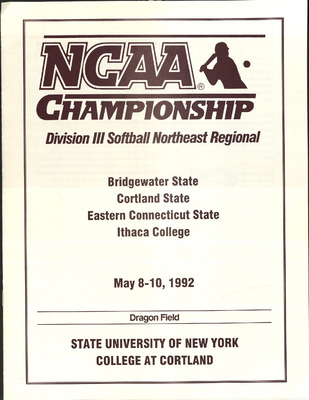 NCAA®
CHAMPIONSHIP
Division III Softball Northeast Regional
Bridgewater State
Cortland State
Eastern Connecticut State
Ithaca College
May 8-10, 1992
Dragon Field
STATE UNIVERSITY OF NEW YORK
COLLEGE AT CORTLAND